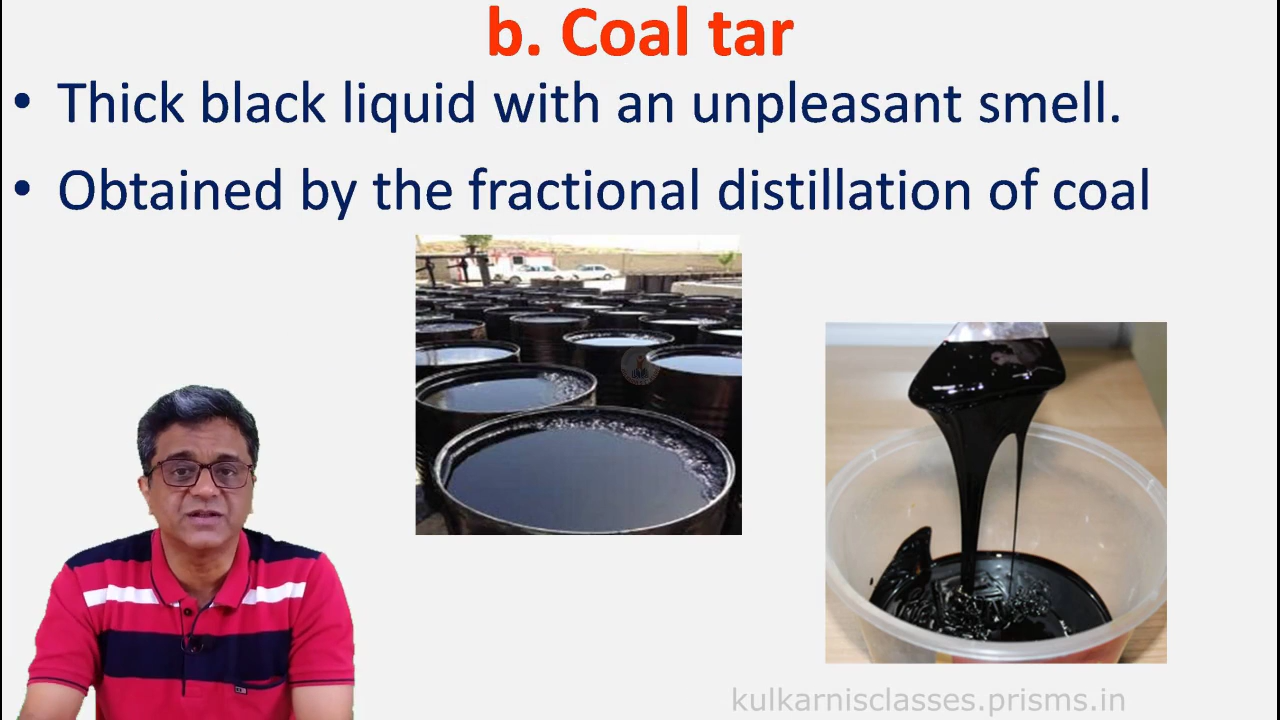 b. Coal tar
• Thick black liquid with an unpleasant smell.
• Obtained by the fractional distillation of coal
kulkarnisclasses.prisms.in